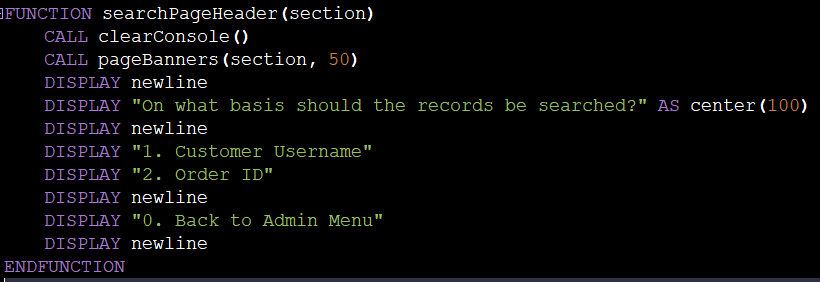 FUNCTION searchPageHeader(section)
    CALL clearConsole()
    CALL pageBanners(section, 50)
    DISPLAY newline
    DISPLAY "On what basis should the records be searched?" AS center(100)
    DISPLAY newline
    DISPLAY "1. Customer Username"
    DISPLAY "2. Order ID"
    DISPLAY newline
    DISPLAY "0. Back to Admin Menu"
    DISPLAY newline
ENDFUNCTION